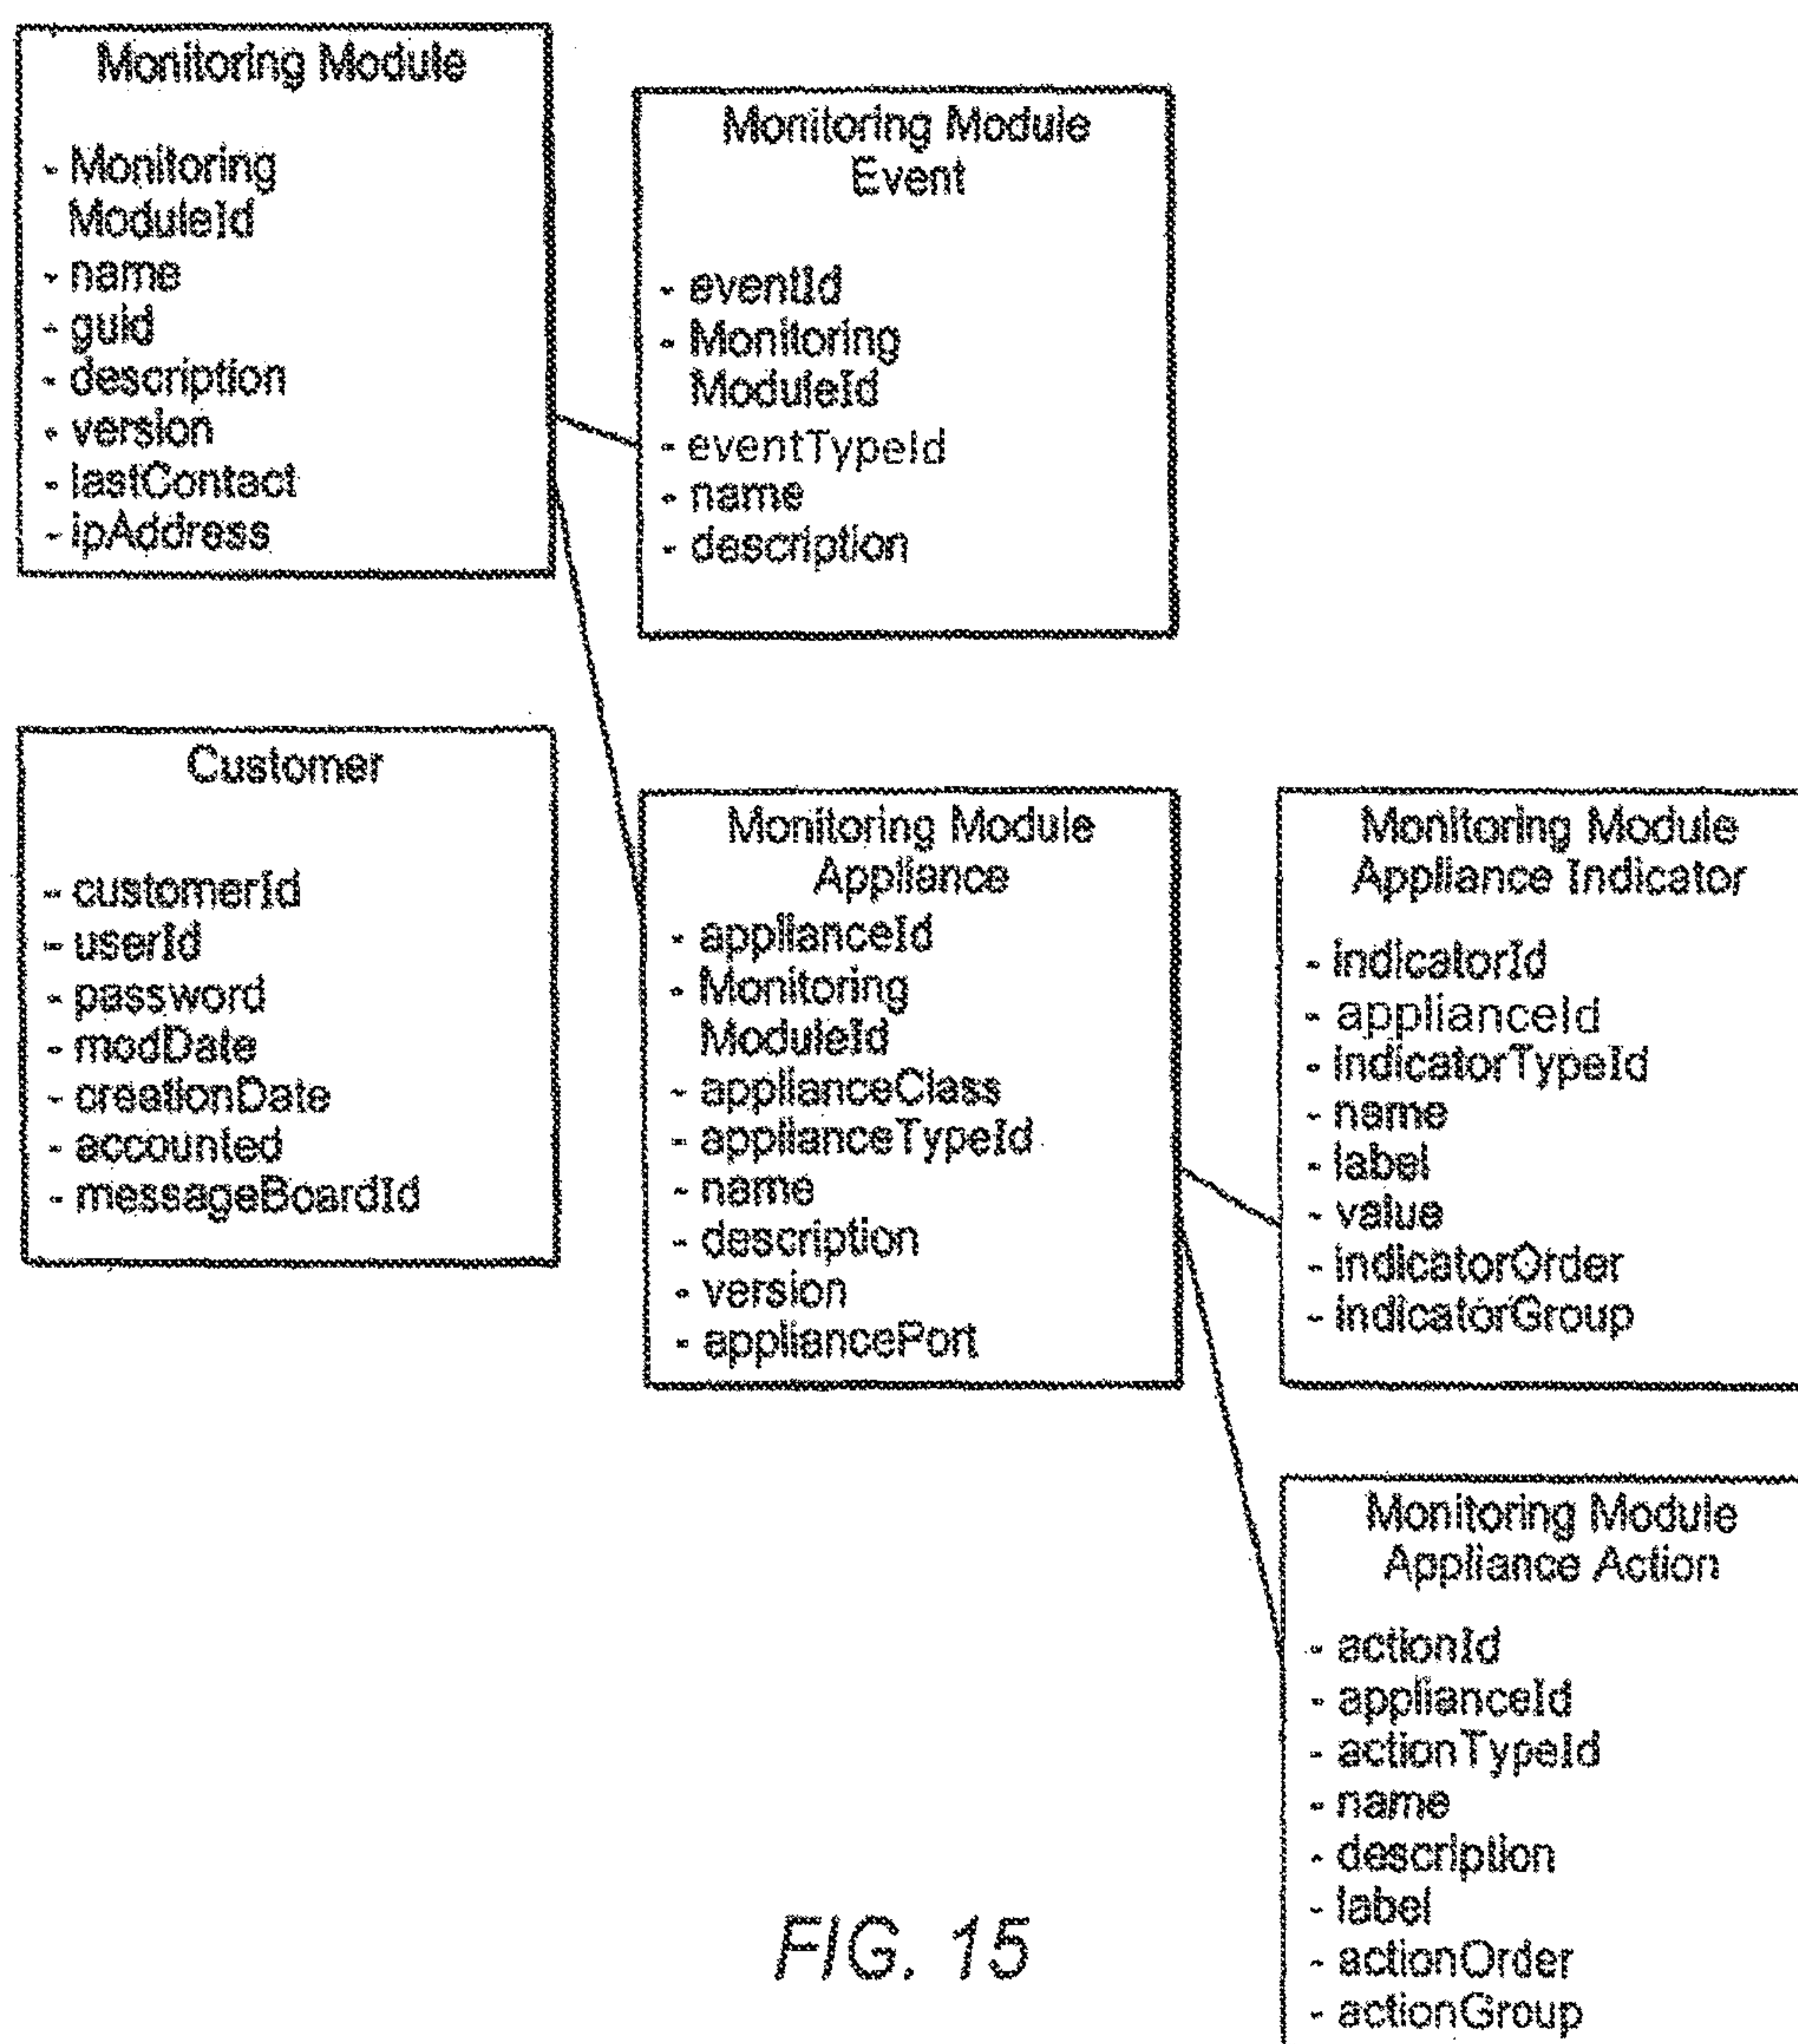 Monitoring Module
- Monitoring
ModuleId
- name
- guid
- description
- version
- lastContact
- ipAddress
Monitoring Module
Event
- eventId
- Monitoring
ModuleId
- eventTypeId
- name
- description
Customer
- customerId
- userId
- password
- modDate
- creationDate
- accounted
- messageBoardId
Monitoring Module
Appliance
- applianceId
- Monitoring
ModuleId
- applianceClass
- applianceTypeId
- name
- description
- version
- appliancePort
Monitoring Module
Appliance Indicator
- indicatorId
- applianceId
- indicatorTypeId
- name
- label
- value
- indicatorOrder
- indicatorGroup
Monitoring Module
Appliance Action
- actionId
- applianceId
- actionTypeId
- name
- description
- label
- actionOrder
- actionGroup
FIG. 15